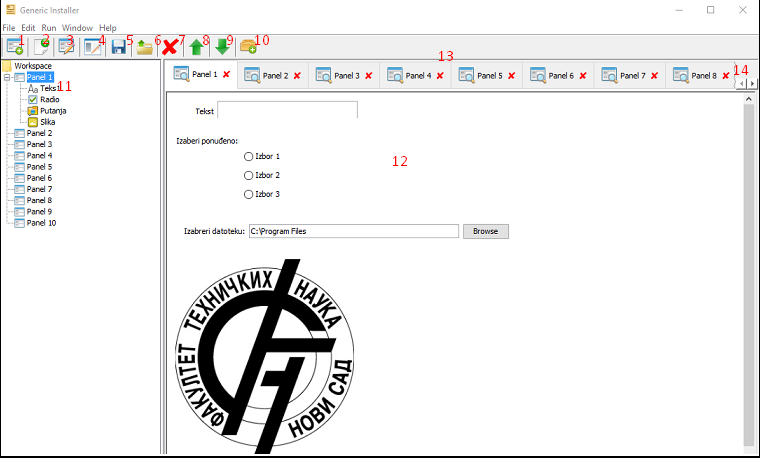 Generic Installer
File Edit Run Window Help
1 2 3 4 5 6 7 8 9 10
Workspace
Panel 1
Tekst
11
Radio
Putanja
Slika
Panel 2
Panel 3
Panel 4
Panel 5
Panel 6
Panel 7
Panel 8
Panel 9
Panel 10
13
Panel 1 Panel 2 Panel 3 Panel 4 Panel 5 Panel 6 Panel 7 Panel 8
14
Tekst
Izaberi ponuđeno:
12
Izbor 1
Izbor 2
Izbor 3
Izabreri datoteku: C:\Program Files Browse
ФАКУЛТЕТ ТЕХНИЧКИХ НАУКА
НОВИ САД